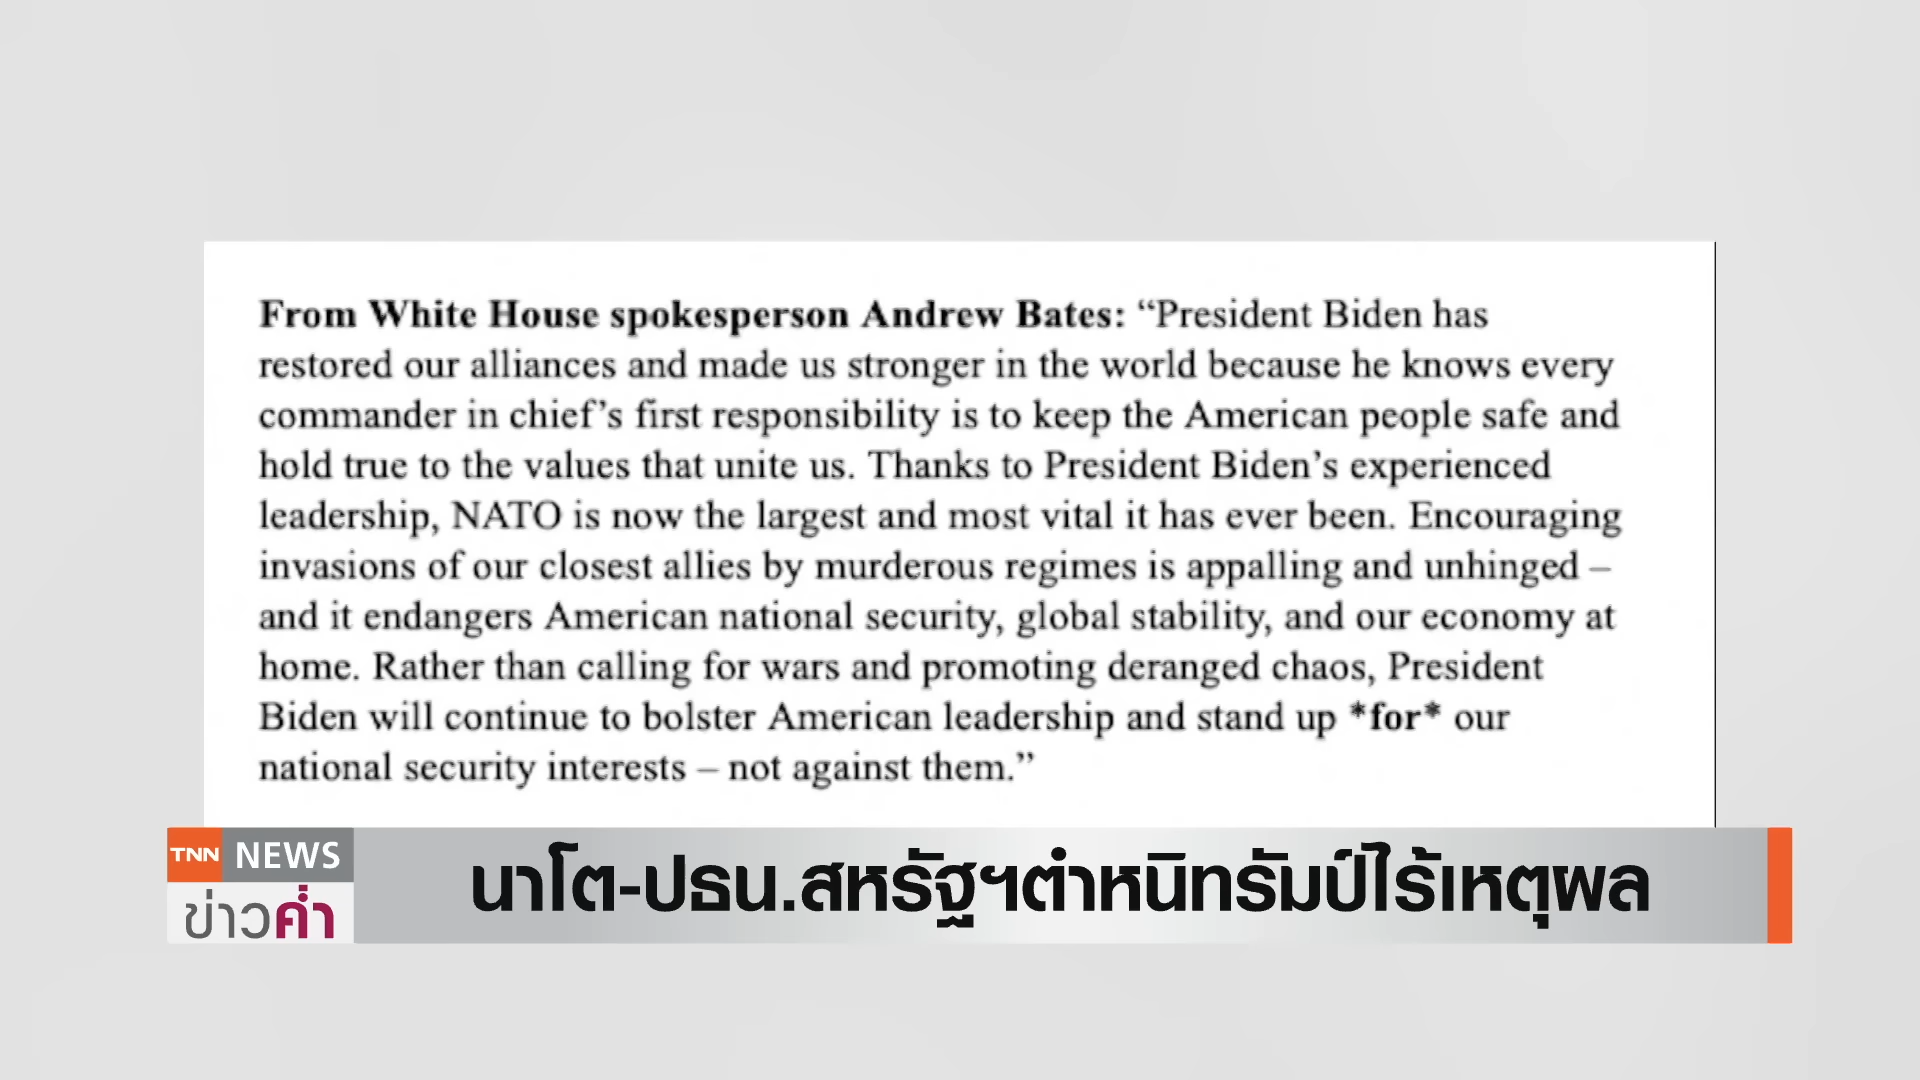 From White House spokesperson Andrew Bates: “President Biden has
restored our alliances and made us stronger in the world because he knows every
commander in chief’s first responsibility is to keep the American people safe and
hold true to the values that unite us. Thanks to President Biden’s experienced
leadership, NATO is now the largest and most vital it has ever been. Encouraging
invasions of our closest allies by murderous regimes is appalling and unhinged –
and it endangers American national security, global stability, and our economy at
home. Rather than calling for wars and promoting deranged chaos, President
Biden will continue to bolster American leadership and stand up *for* our
national security interests – not against them.”
TNN NEWS
ข่าวค่ำ
นาโต-ปธน.สหรัฐฯตำหนิทรัมป์ไร้เหตุผล